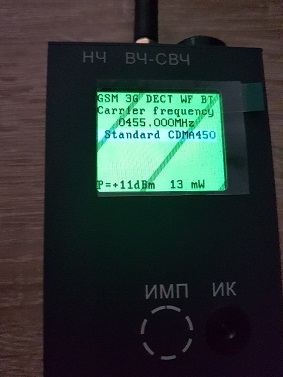 НЧ ВЧ-СВЧ
GSM 3G DECT WF BT
Carrier frequency
0455.000MHz
Standard CDMA450
P=+11dBm 13 mW
ИМП ИК